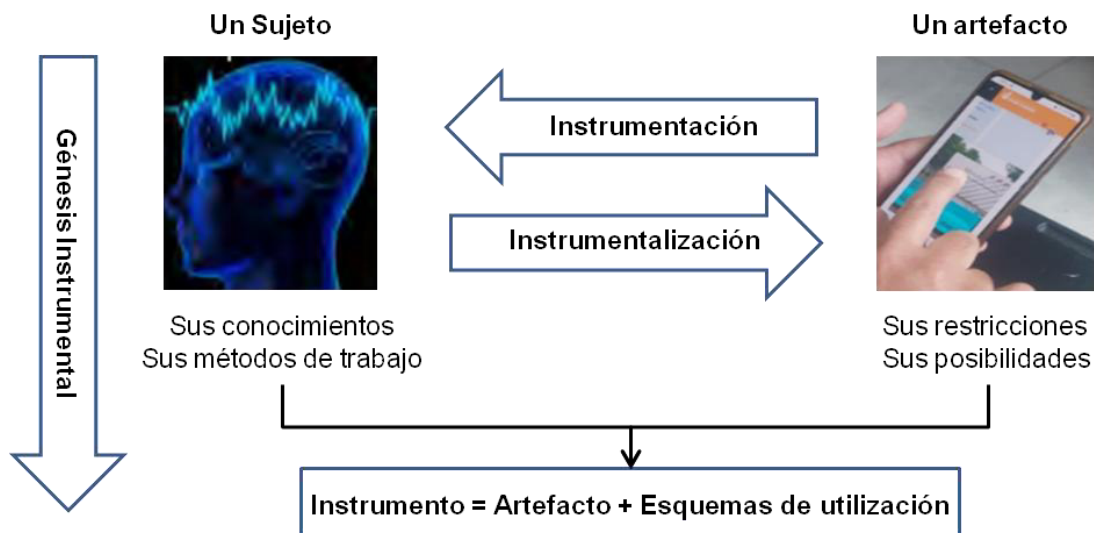 Un Sujeto
Un artefacto
Génesis Instrumental
Instrumentación
Instrumentalización
Sus conocimientos
Sus métodos de trabajo
Sus restricciones
Sus posibilidades
Instrumento = Artefacto + Esquemas de utilización